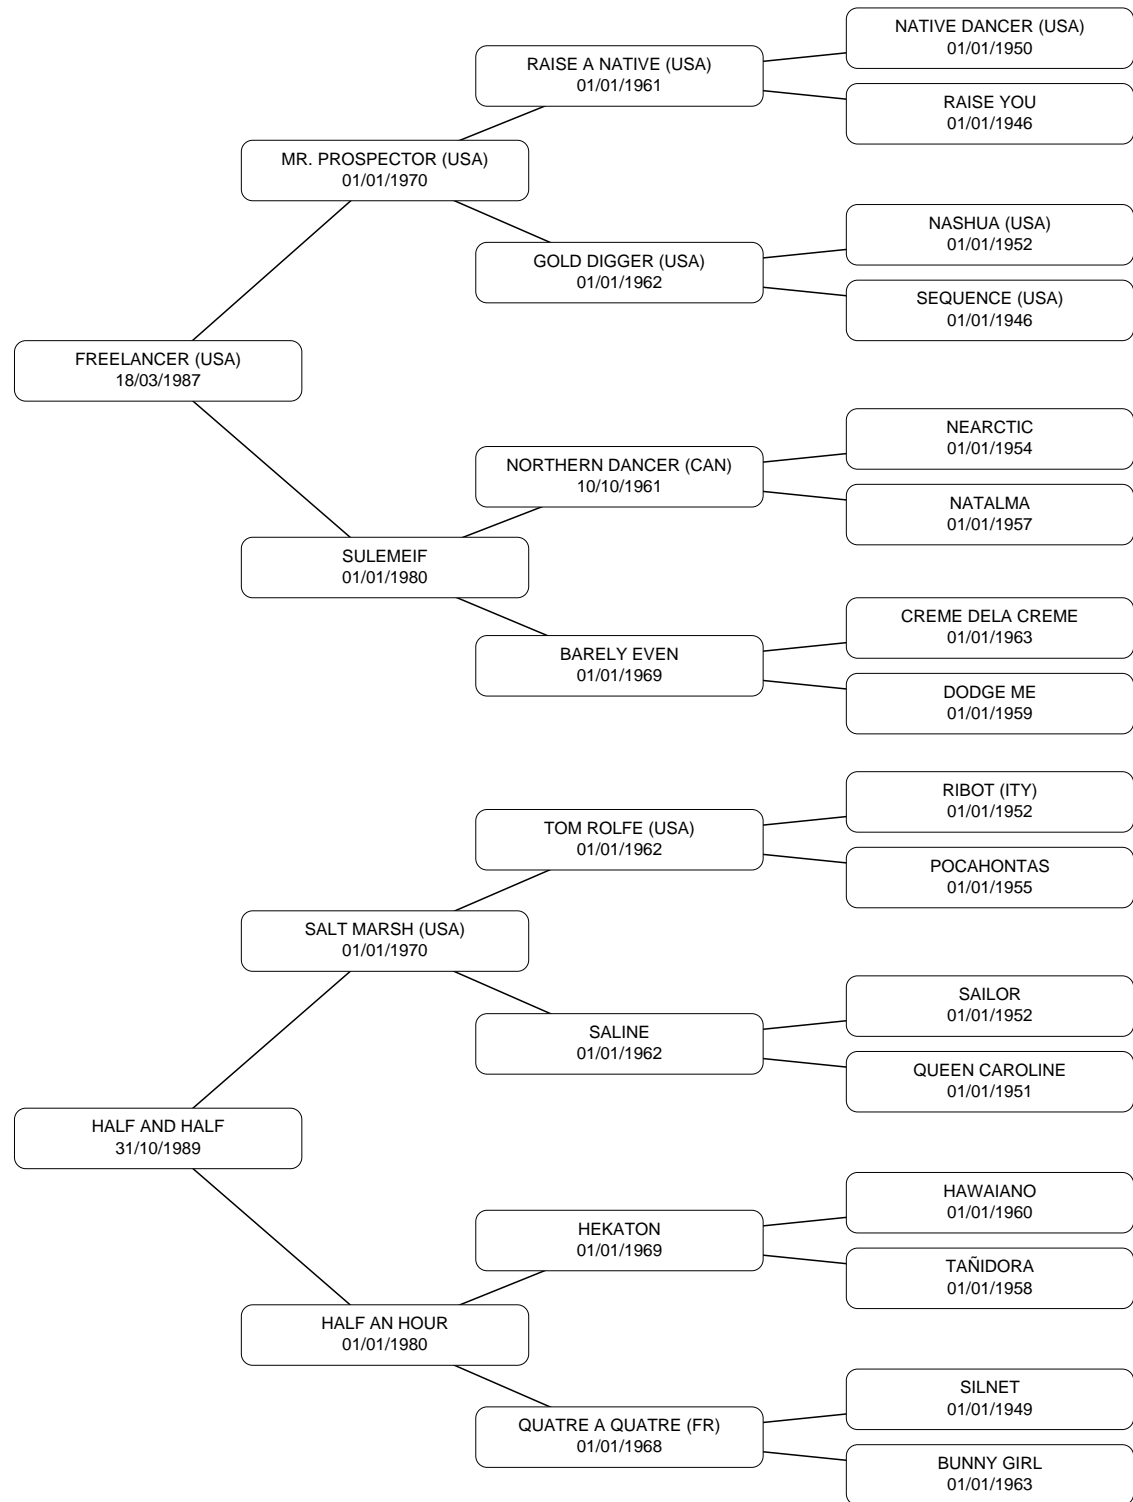 NATIVE DANCER (USA)
01/01/1950
RAISE A NATIVE (USA)
01/01/1961
RAISE YOU
01/01/1946
MR. PROSPECTOR (USA)
01/01/1970
NASHUA (USA)
01/01/1952
GOLD DIGGER (USA)
01/01/1962
SEQUENCE (USA)
01/01/1946
FREELANCER (USA)
18/03/1987
NEARCTIC
01/01/1954
NORTHERN DANCER (CAN)
10/10/1961
NATALMA
01/01/1957
SULEMEIF
01/01/1980
CREME DELA CREME
01/01/1963
BARELY EVEN
01/01/1969
DODGE ME
01/01/1959
RIBOT (ITY)
01/01/1952
TOM ROLFE (USA)
01/01/1962
POCAHONTAS
01/01/1955
SALT MARSH (USA)
01/01/1970
SAILOR
01/01/1952
SALINE
01/01/1962
QUEEN CAROLINE
01/01/1951
HALF AND HALF
31/10/1989
HAWAIANO
01/01/1960
HEKATON
01/01/1969
TAÑIDORA
01/01/1958
HALF AN HOUR
01/01/1980
SILNET
01/01/1949
QUATRE A QUATRE (FR)
01/01/1968
BUNNY GIRL
01/01/1963